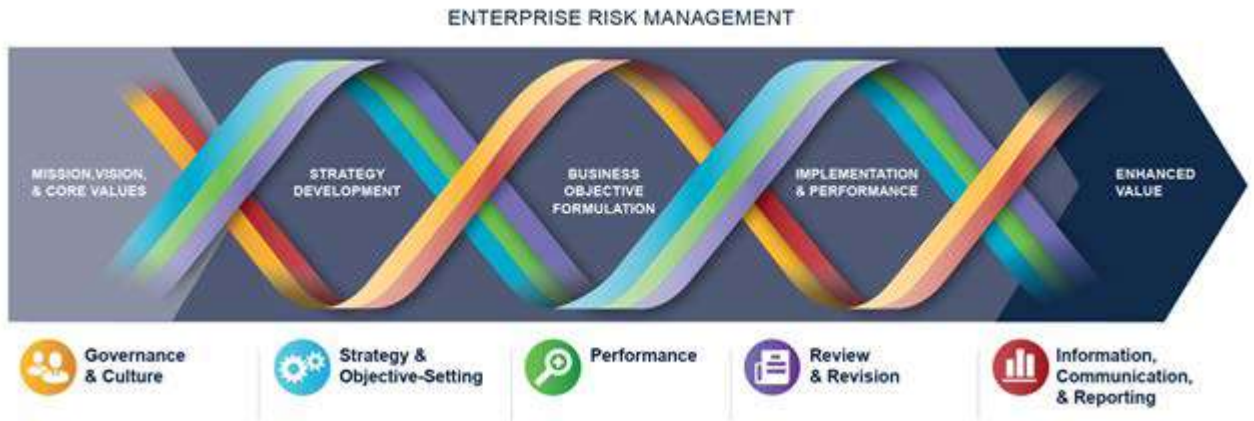 ENTERPRISE RISK MANAGEMENT
MISSION,VISION,
& CORE VALUES
STRATEGY
DEVELOPMENT
BUSINESS
OBJECTIVE
FORMULATION
IMPLEMENTATION
& PERFORMANCE
ENHANCED
VALUE
Governance
& Culture
Strategy &
Objective-Setting
Performance
Review
& Revision
Information,
Communication,
& Reporting